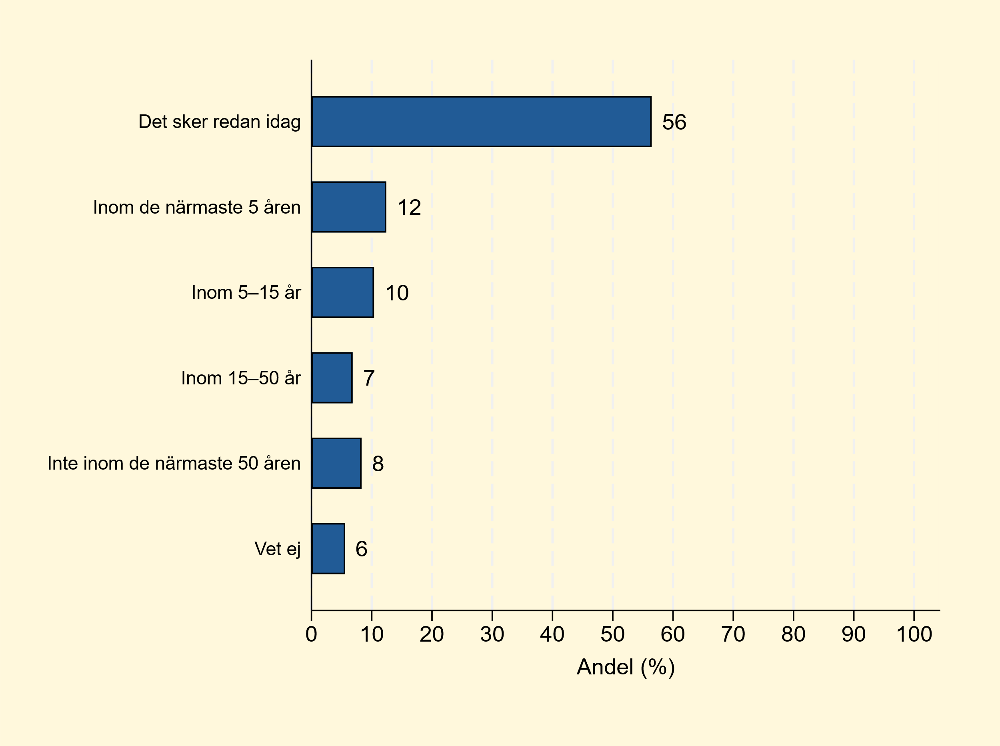 Det sker redan idag 56
Inom de närmaste 5 åren 12
Inom 5–15 år 10
Inom 15–50 år 7
Inte inom de närmaste 50 åren 8
Vet ej 6
0 10 20 30 40 50 60 70 80 90 100
Andel (%)